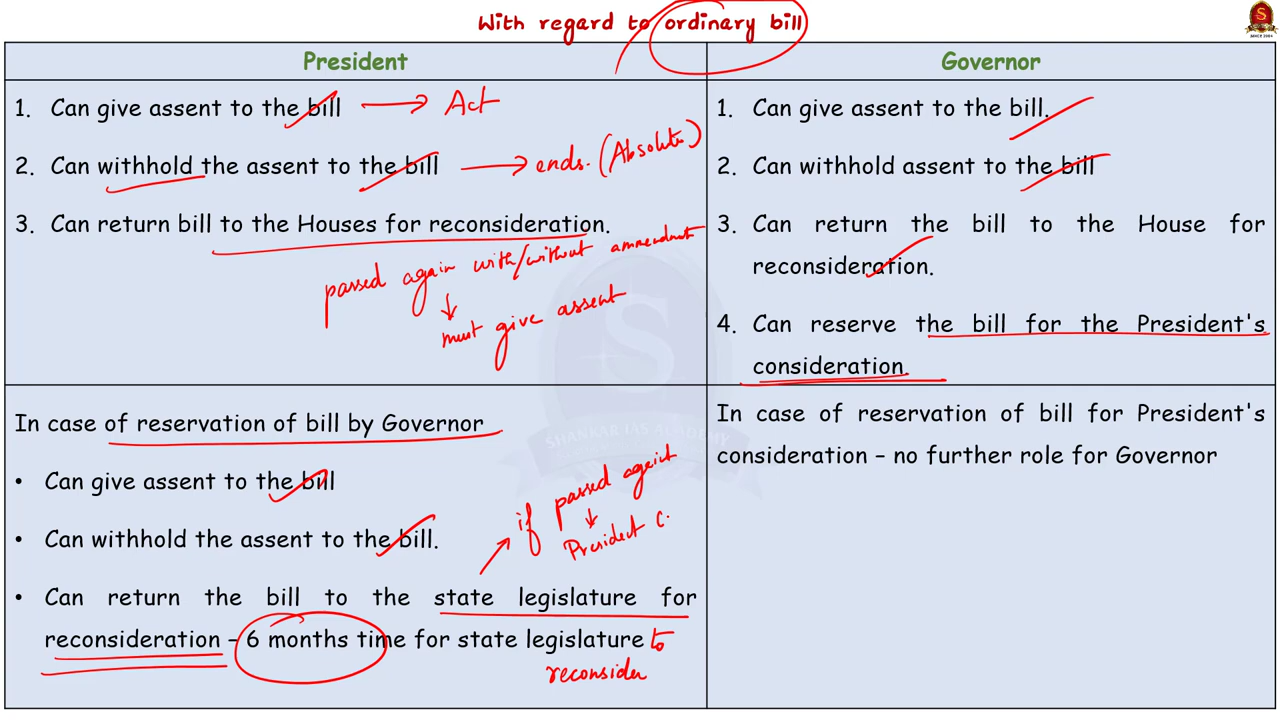 With regard to ordinary bill
President
1. Can give assent to the bill → Act
2. Can withhold the assent to the bill → ends. (Absolute)
3. Can return bill to the Houses for reconsideration.
passed again with/without ammendmt
↓
must give assent
Governor
1. Can give assent to the bill.
2. Can withhold assent to the bill
3. Can return the bill to the House for
reconsideration.
4. Can reserve the bill for the President's
consideration.
In case of reservation of bill by Governor
• Can give assent to the bill
• Can withhold the assent to the bill.
• Can return the bill to the state legislature for
reconsideration – 6 months time for state legislature to
reconsider
if passed again
↓
President c.
In case of reservation of bill for President's
consideration – no further role for Governor
SHANKAR IAS ACADEMY
SINCE 2004